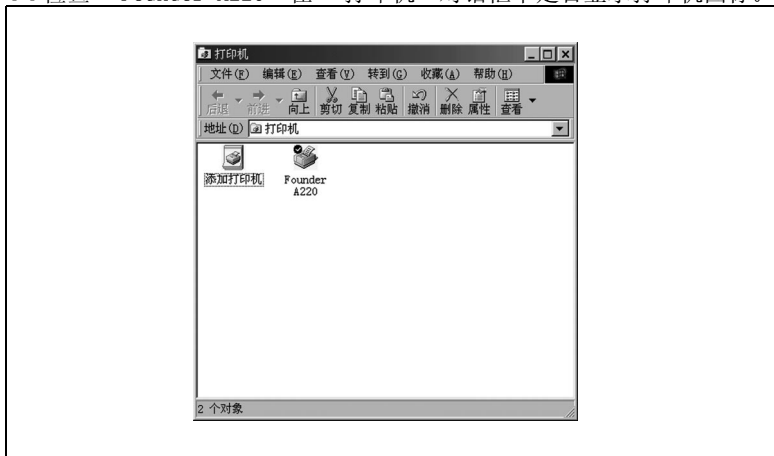 打印机
文件(F) 编辑(E) 查看(V) 转到(G) 收藏(A) 帮助(H)
后退 前进 向上 剪切 复制 粘贴 撤消 删除 属性 查看
地址(D) 打印机
添加打印机 Founder
A220
2 个对象